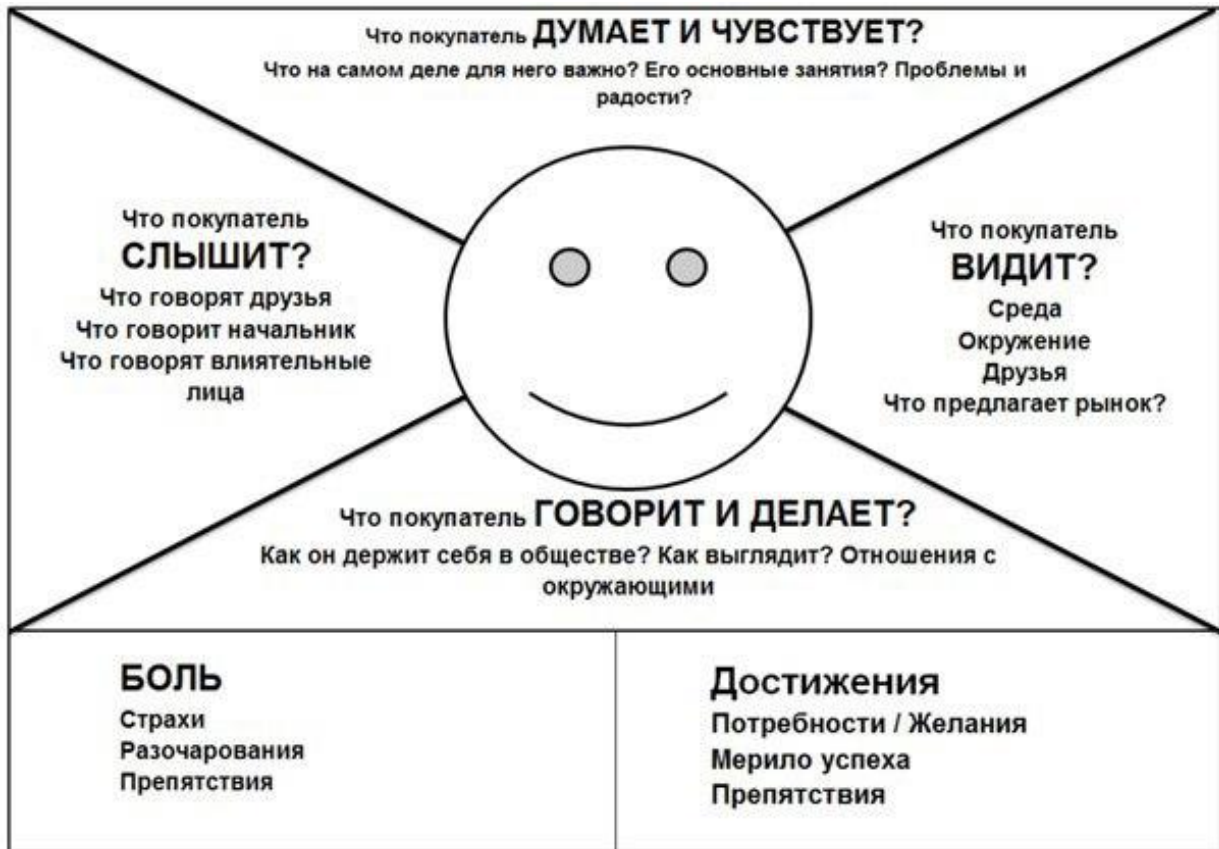 Что покупатель ДУМАЕТ И ЧУВСТВУЕТ?
Что на самом деле для него важно? Его основные занятия? Проблемы и
радости?
Что покупатель
СЛЫШИТ?
Что говорят друзья
Что говорит начальник
Что говорят влиятельные
лица
Что покупатель
ВИДИТ?
Среда
Окружение
Друзья
Что предлагает рынок?
Что покупатель ГОВОРИТ И ДЕЛАЕТ?
Как он держит себя в обществе? Как выглядит? Отношения с
окружающими
БОЛЬ
Страхи
Разочарования
Препятствия
Достижения
Потребности / Желания
Мерило успеха
Препятствия